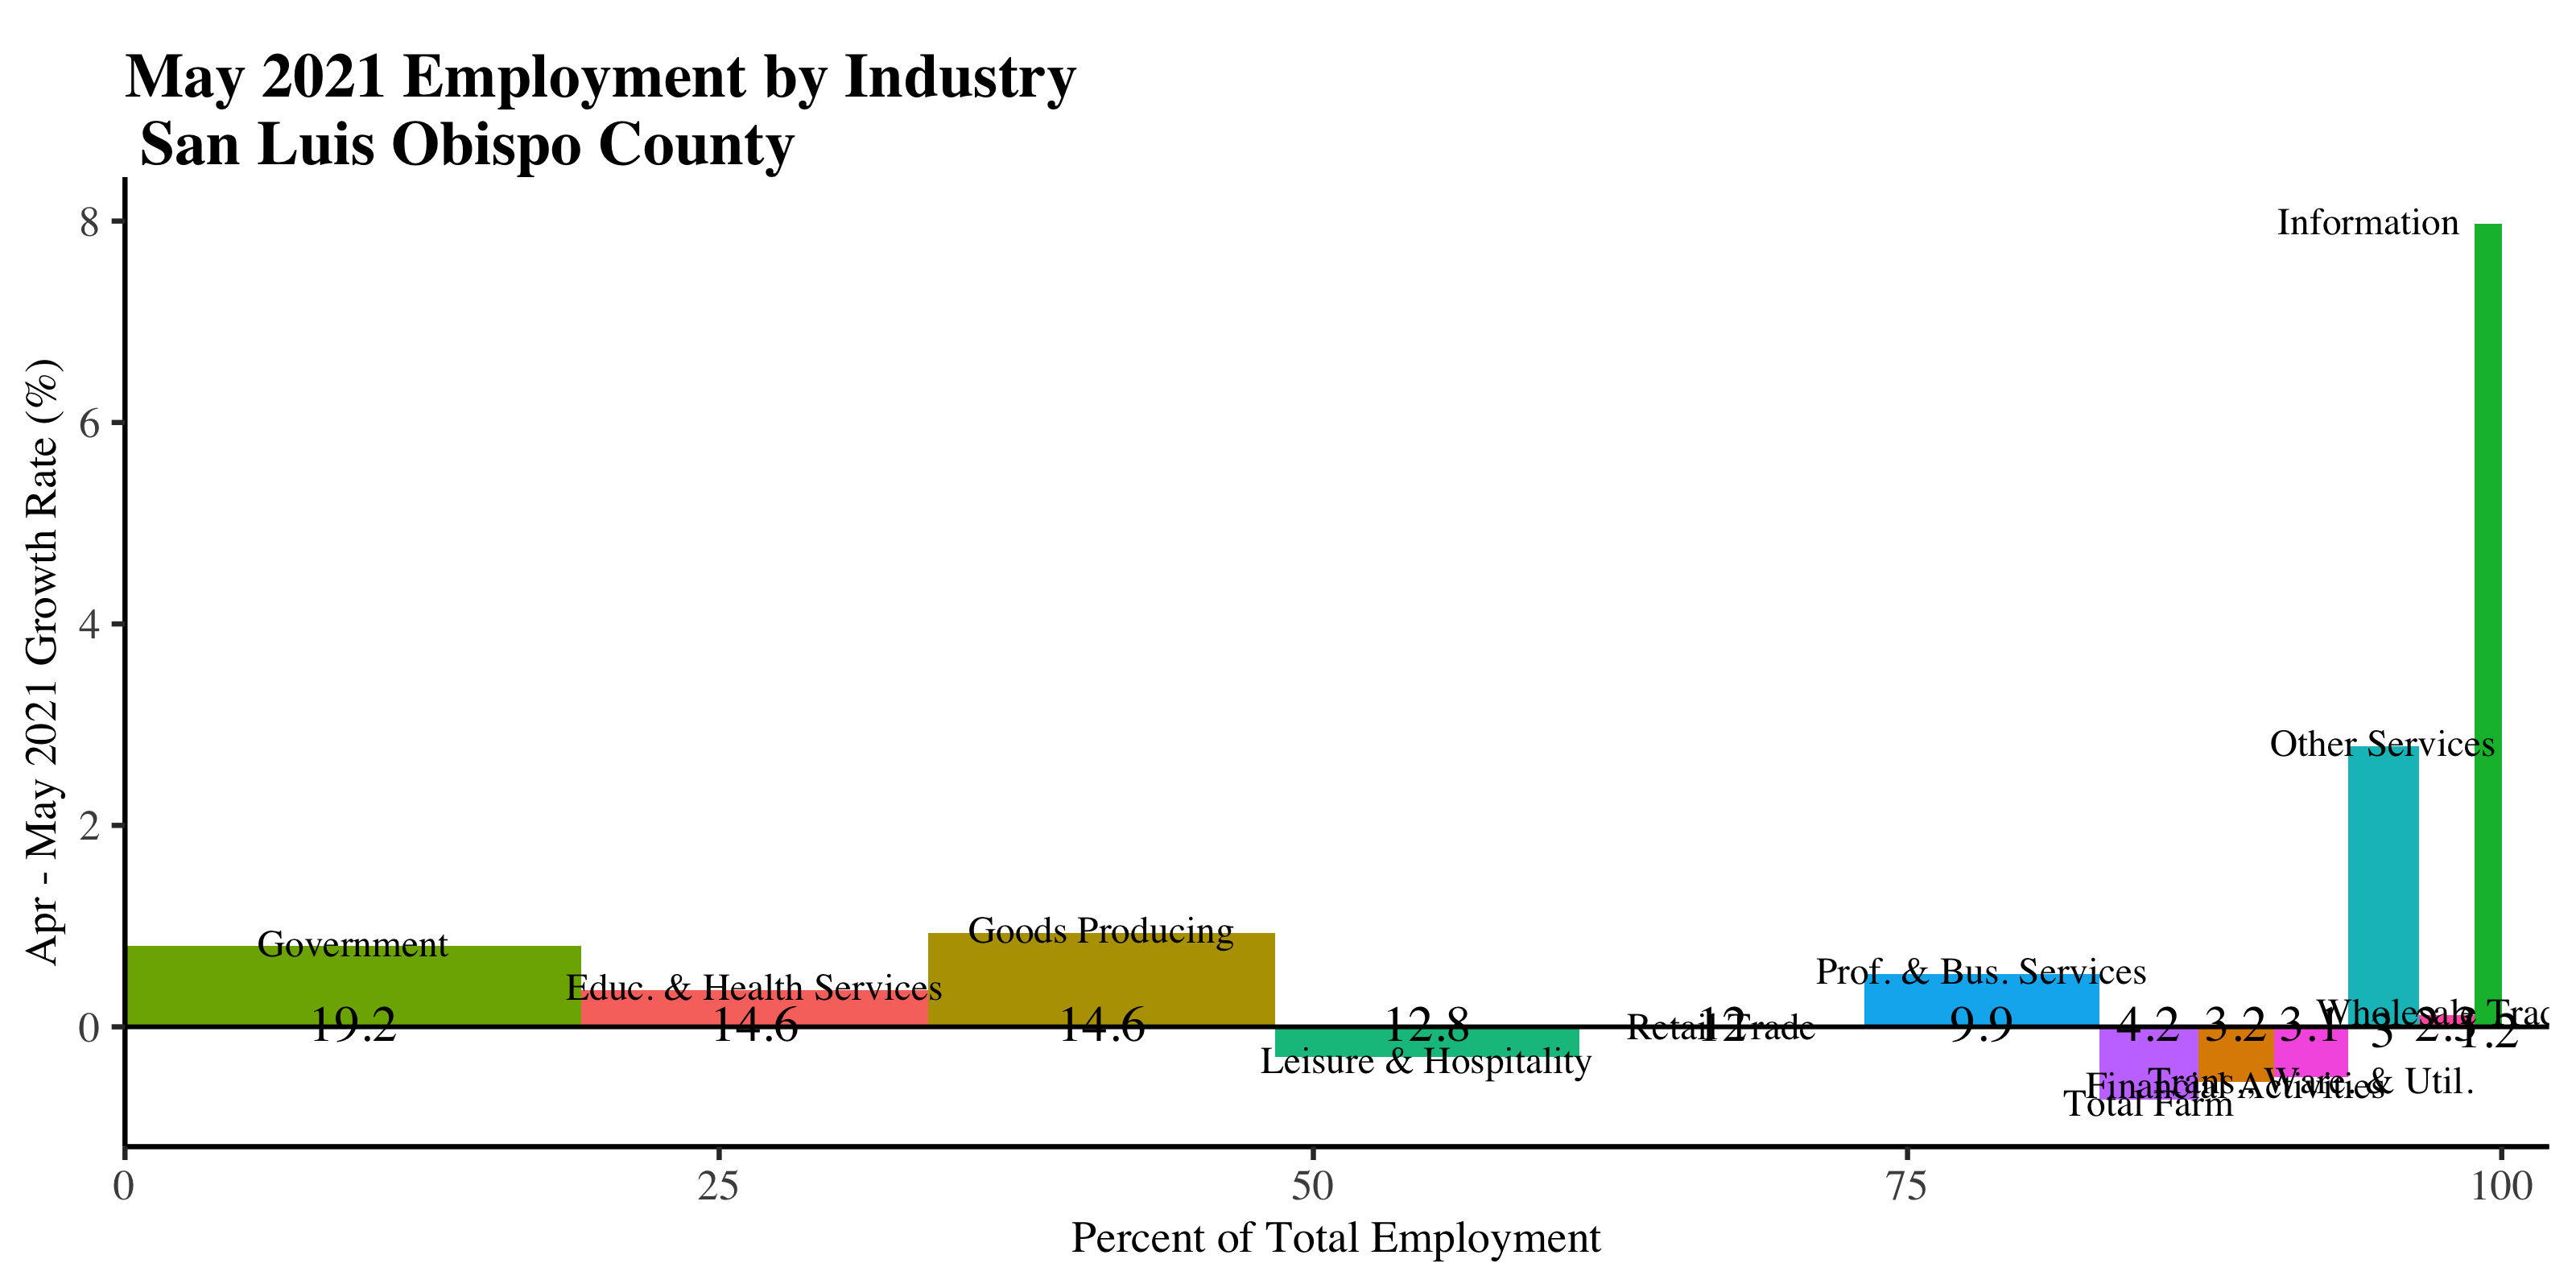 May 2021 Employment by Industry
San Luis Obispo County
Apr - May 2021 Growth Rate (%)
8
6
4
2
0
Information
Other Services
Government
Educ. & Health Services
Goods Producing
Leisure & Hospitality
Retail Trade
Prof. & Bus. Services
Wholesale
Total Farm
Financial Activities
Trans., Ware. & Util.
19.2
14.6
14.6
12.8
12
9.9
4.2
3.2
3.1
3
1.2
0
25
50
75
100
Percent of Total Employment